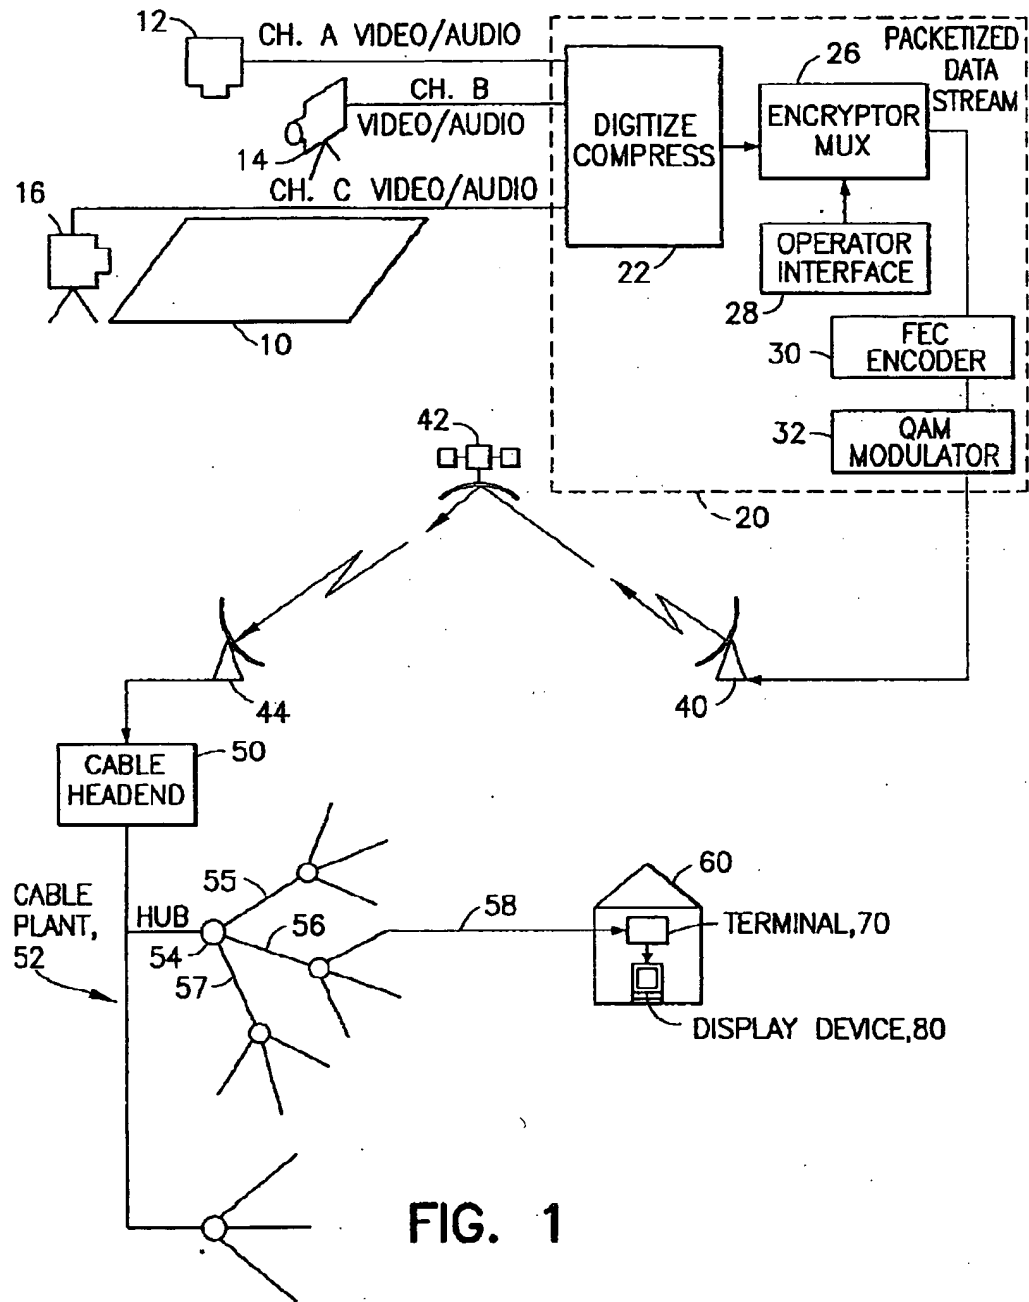 12
CH. A VIDEO/AUDIO
CH. B
VIDEO/AUDIO
14
CH. C VIDEO/AUDIO
16
10
PACKETIZED
DATA
STREAM
DIGITIZE
COMPRESS
22
26
ENCRYPTOR
MUX
OPERATOR
INTERFACE
28
30
FEC
ENCODER
32
QAM
MODULATOR
20
42
44
40
50
CABLE
HEADEND
CABLE
PLANT,
52
HUB
54
55
56
57
58
60
TERMINAL,70
DISPLAY DEVICE,80
FIG. 1